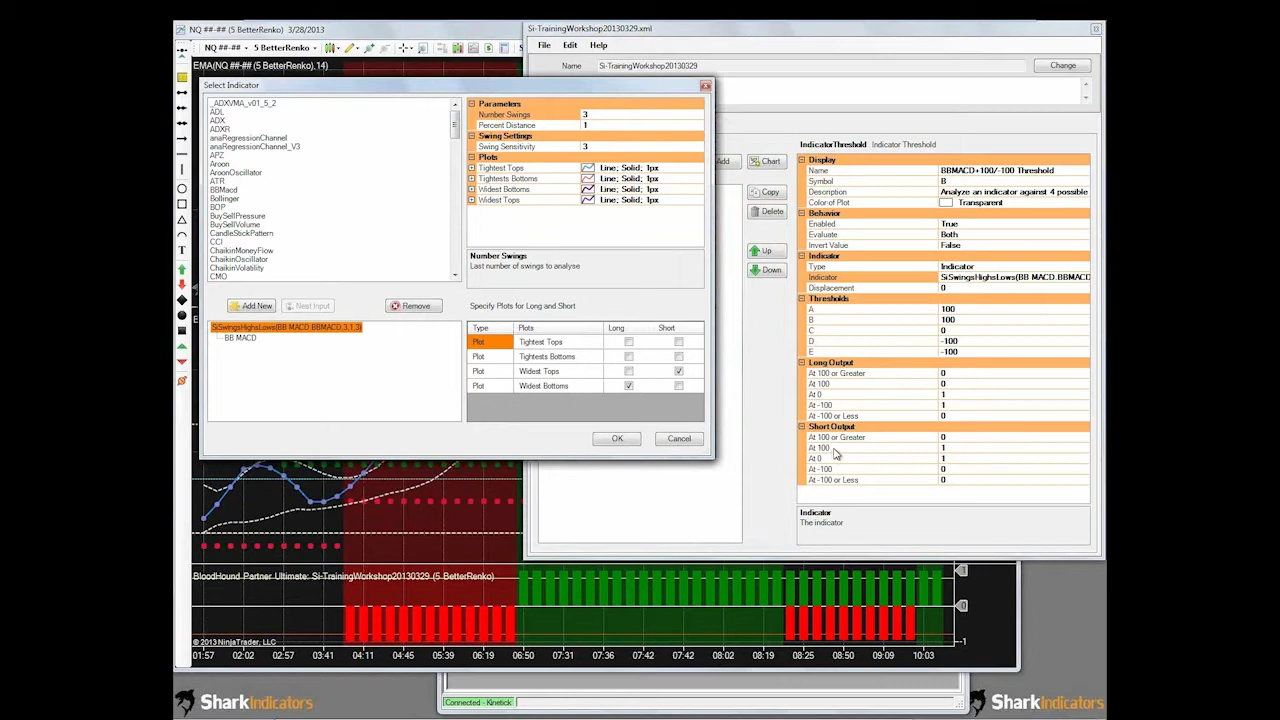 NQ ##-## (5 BetterRenko) 3/28/2013
NQ ##-## 5 BetterRenko
EMA(NQ ##-## (5 BetterRenko).14)
Si-TrainingWorkshop20130329.xml
File Edit Help
Name Si-TrainingWorkshop20130329 Change
Select Indicator
_ADXVMA_v01_5_2
ADL
ADX
ADXR
anaRegressionChannel
anaRegressionChannel_V3
APZ
Aroon
AroonOscillator
ATR
BBMacd
Bollinger
BOP
BuySellPressure
BuySellVolume
CandleStickPattern
CCI
ChaikinMoneyFlow
ChaikinOscillator
ChaikinVolatility
CMO
Parameters
Number Swings 3
Percent Distance 1
Swing Settings
Swing Sensitivity 3
Plots
Tightest Tops Line; Solid; 1px
Tightests Bottoms Line; Solid; 1px
Widest Bottoms Line; Solid; 1px
Widest Tops Line; Solid; 1px
Number Swings
Last number of swings to analyse
Add New Nest Input Remove
Specify Plots for Long and Short
SiSwingsHighsLows(BB MACD.BBMACD,3,1,3)
BB MACD
Type Plots Long Short
Plot Tightest Tops
Plot Tightests Bottoms
Plot Widest Tops
Plot Widest Bottoms
OK Cancel
Add Chart
Copy
Delete
Up
Down
IndicatorThreshold Indicator Threshold
Display
Name BBMACD+100/-100 Threshold
Symbol B
Description Analyze an indicator against 4 possible
Color of Plot Transparent
Behavior
Enabled True
Evaluate Both
Invert Value False
Indicator
Type Indicator
Indicator SiSwingsHighsLows(BB MACD.BBMACD
Displacement 0
Thresholds
A 100
B 100
C 0
D -100
E -100
Long Output
At 100 or Greater 0
At 100 0
At 0 1
At -100 1
At -100 or Less 0
Short Output
At 100 or Greater 0
At 100 1
At 0 1
At -100 0
At -100 or Less 0
Indicator
The indicator
BloodHound Partner Ultimate: Si-TrainingWorkshop20130329 (5 BetterRenko)
1
0
-1
© 2013 NinjaTrader, LLC
01:57 02:02 02:57 03:41 04:11 04:45 05:19 06:19 06:50 07:07 07:42 08:02 08:19 08:29 08:50 09:09 10:03
SharkIndicators
Connected - Kinetick
SharkIndicators